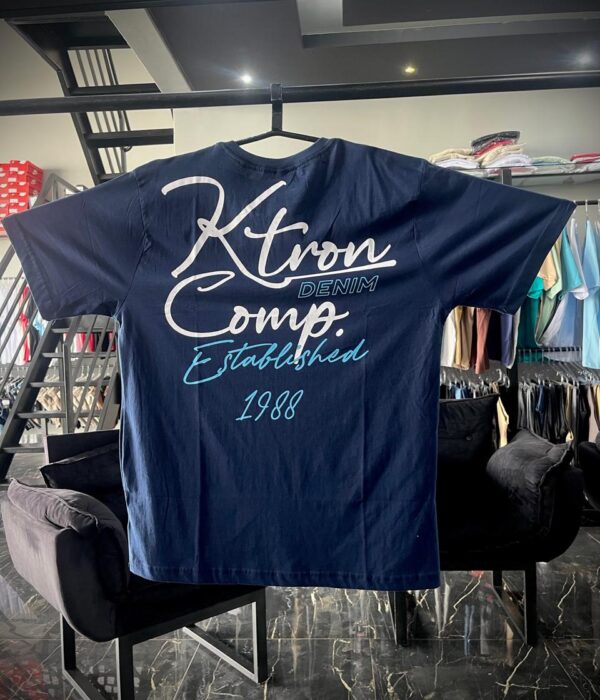 Ktron
DENIM
Comp.
Established
1988